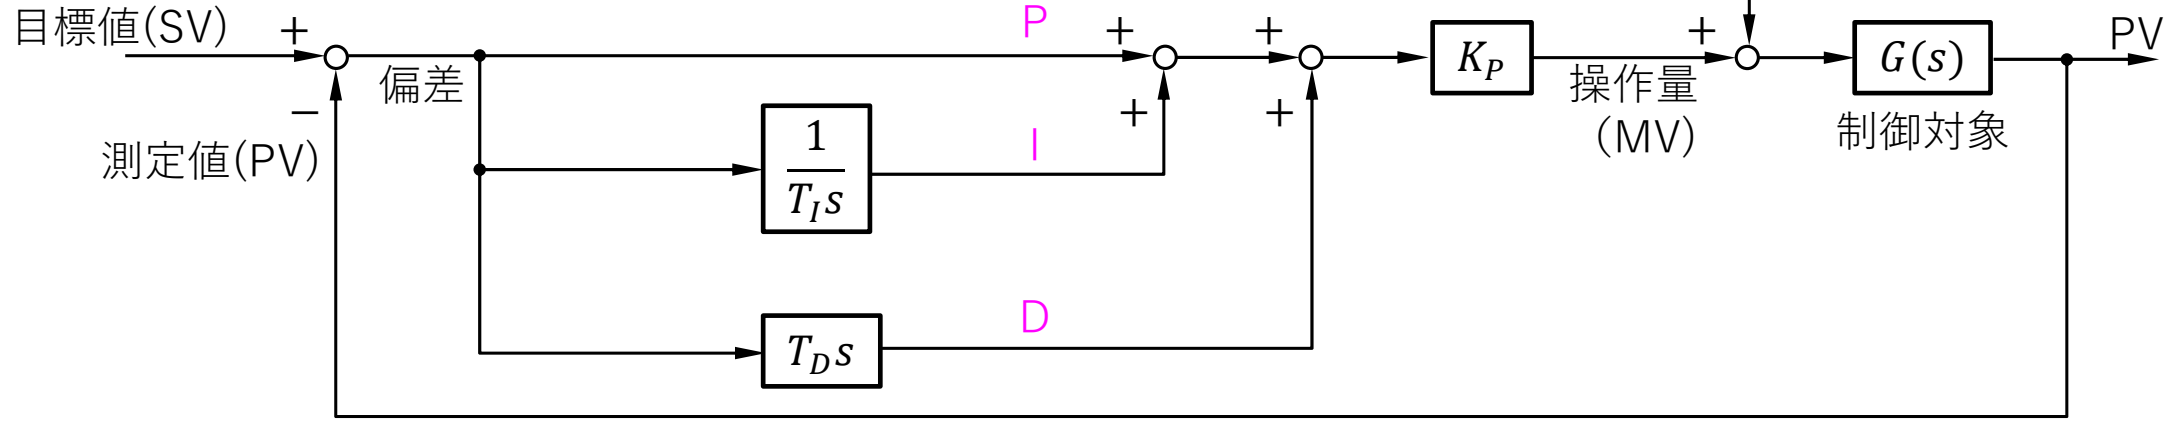 目標値(SV)
+
−
測定値(PV)
偏差
P
I
D
1
T_I s
T_D s
+
+
+
+
K_P
操作量
(MV)
+
G(s)
制御対象
PV